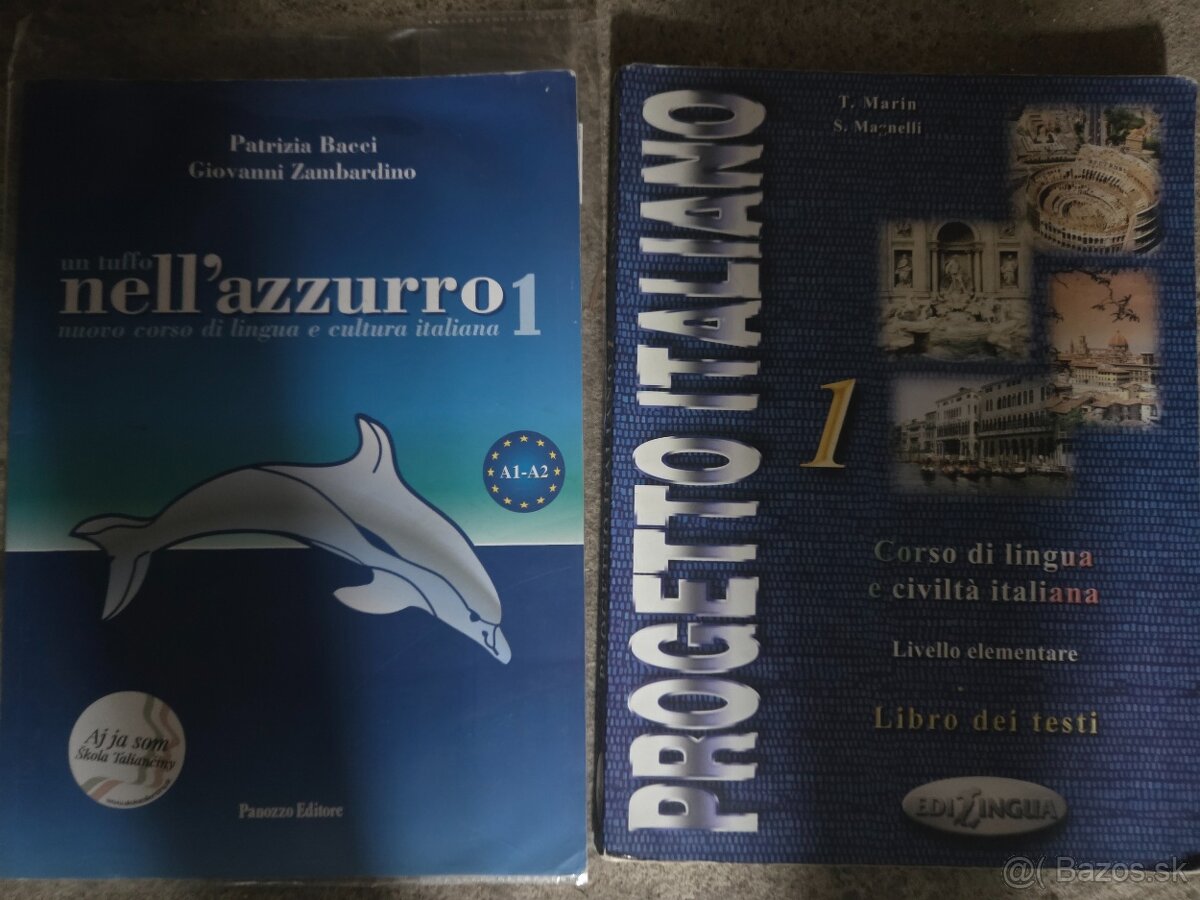 Patrizia Bacci
Giovanni Zambardino
un tuffo
nell'azzurro 1
nuovo corso di lingua e cultura italiana
A1-A2
Aj ja som
Škola Taliančiny
Panozzo Editore
T. Marin
S. Magnelli
PROGETTO ITALIANO
1
Corso di lingua
e civiltà italiana
Livello elementare
Libro dei testi
EDILINGUA
@( Bazos.sk